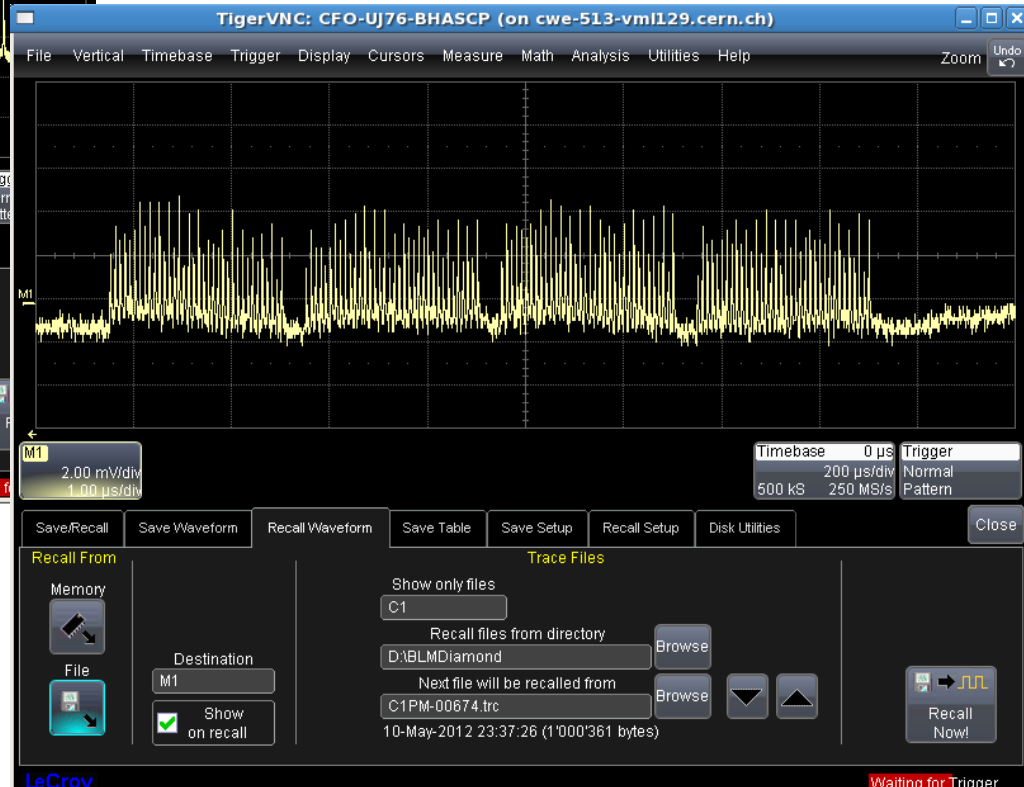 TigerVNC: CFO-UJ76-BHASCP (on cwe-513-vml129.cern.ch)
File Vertical Timebase Trigger Display Cursors Measure Math Analysis Utilities Help Zoom Undo
M1
M1
2.00 mV/div
1.00 µs/div
Timebase 0 µs
200 µs/div
500 kS 250 MS/s
Trigger
Normal
Pattern
Save/Recall Save Waveform Recall Waveform Save Table Save Setup Recall Setup Disk Utilities Close
Recall From
Memory
File
Destination
M1
Show
on recall
Trace Files
Show only files
C1
Recall files from directory
D:\BLMDiamond Browse
Next file will be recalled from
C1PM-00674.trc Browse
10-May-2012 23:37:26 (1'000'361 bytes)
Recall
Now!
LeCroy
Waiting for Trigger